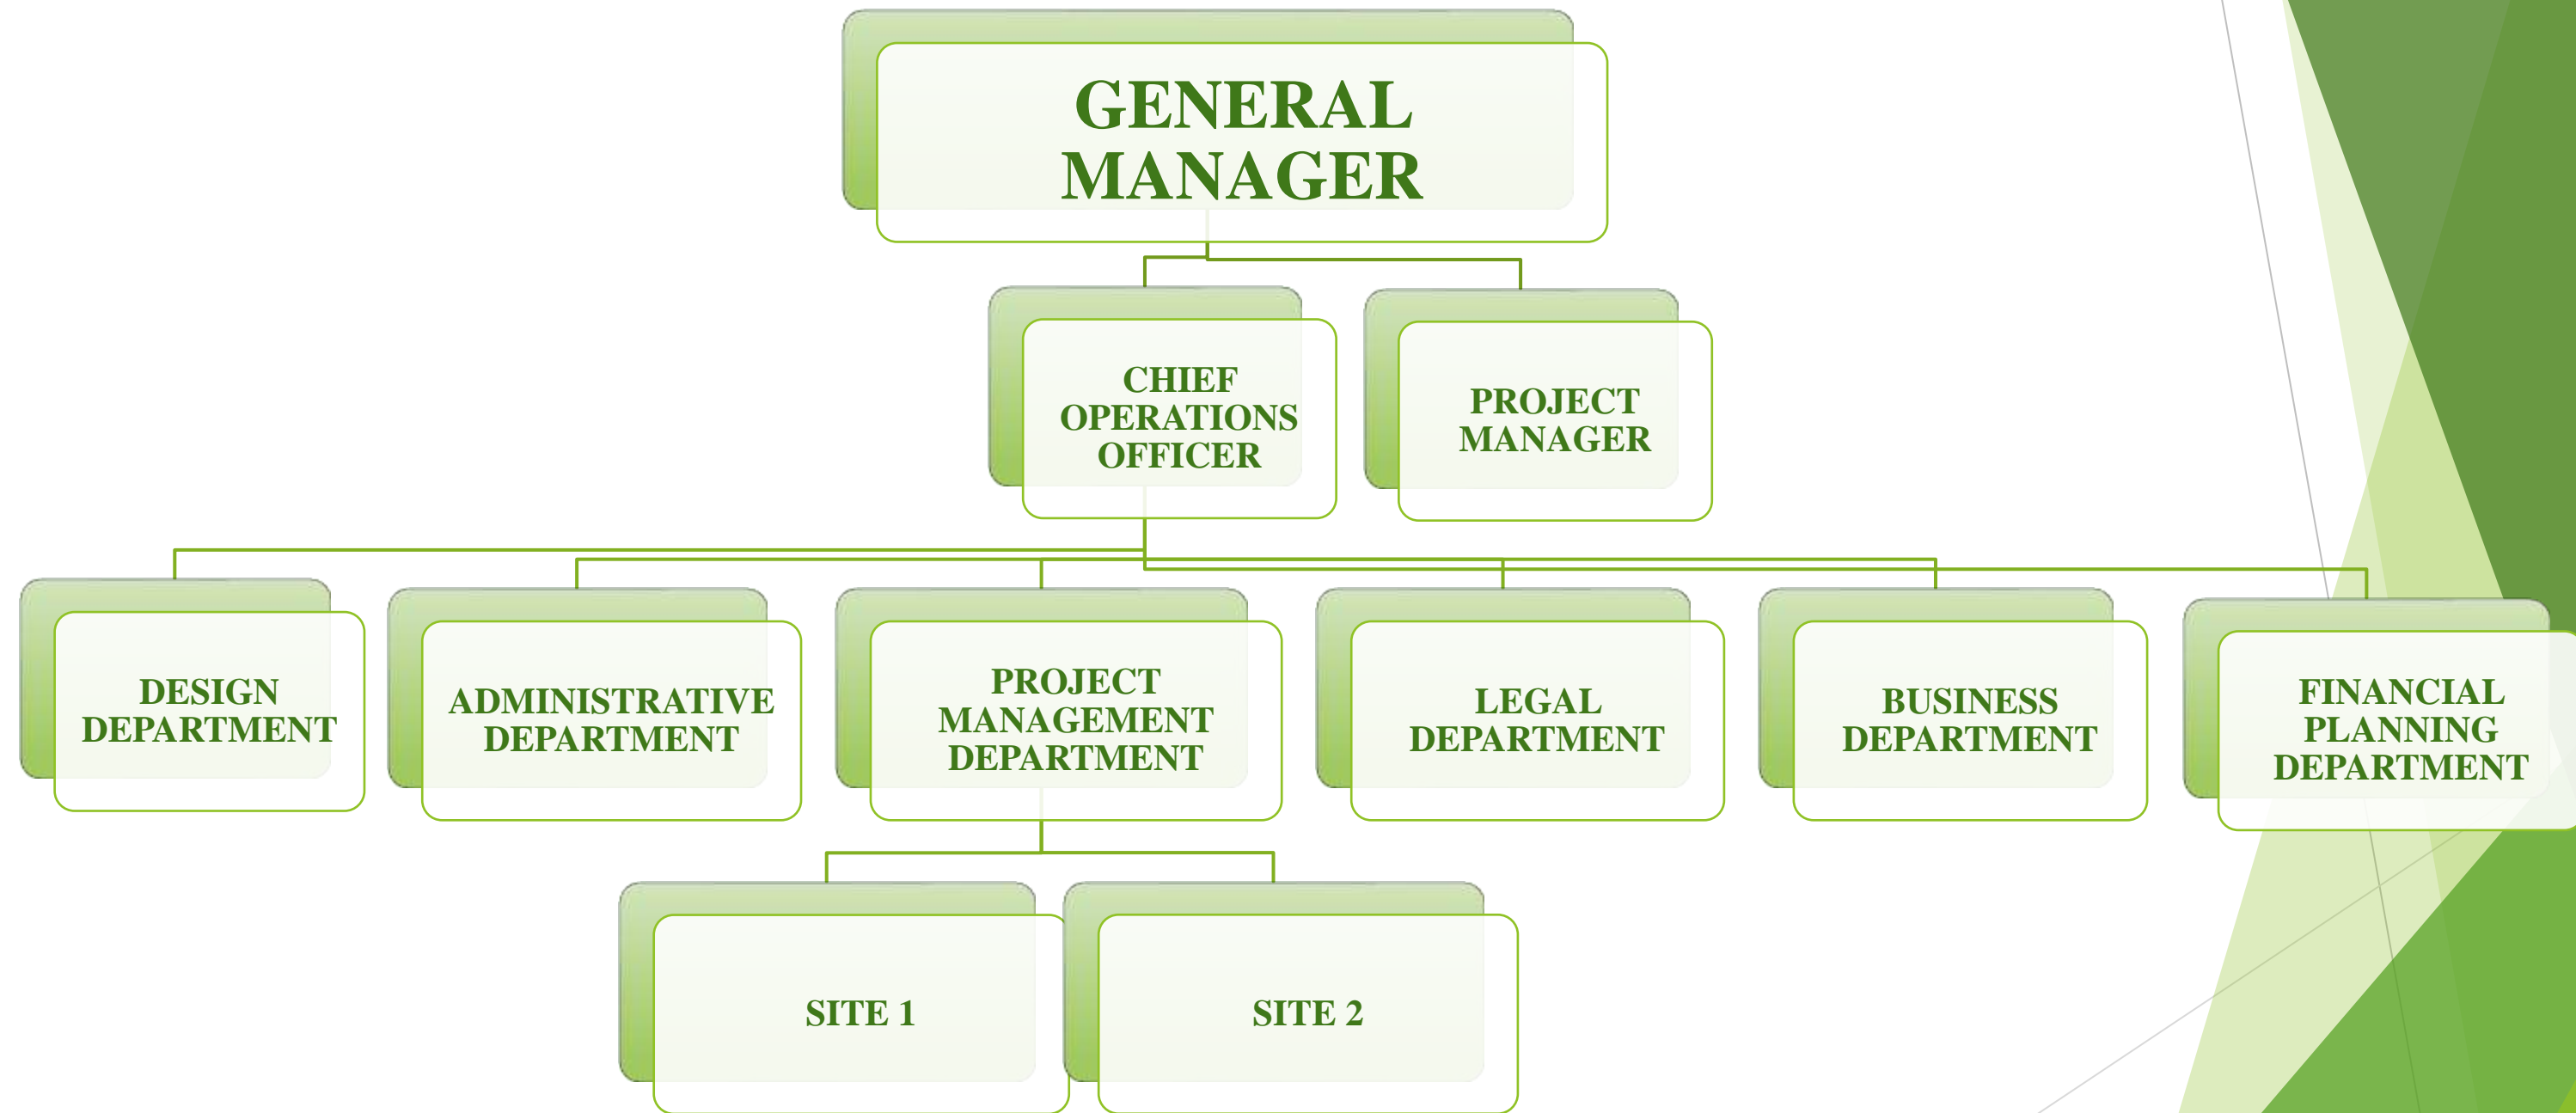 GENERAL
MANAGER
CHIEF
OPERATIONS
OFFICER
PROJECT
MANAGER
DESIGN
DEPARTMENT
ADMINISTRATIVE
DEPARTMENT
PROJECT
MANAGEMENT
DEPARTMENT
LEGAL
DEPARTMENT
BUSINESS
DEPARTMENT
FINANCIAL
PLANNING
DEPARTMENT
SITE 1
SITE 2